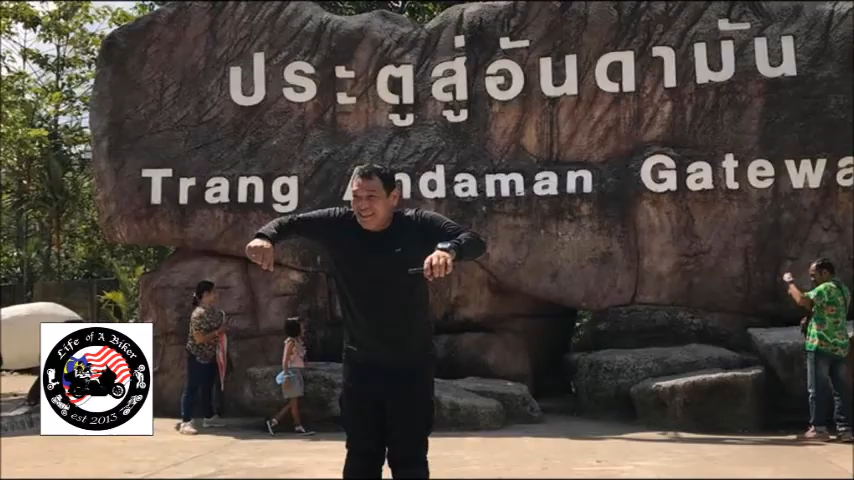 ประตูสู่อันดามัน
Trang Andaman Gatewa
Life of A Biker
est 2013